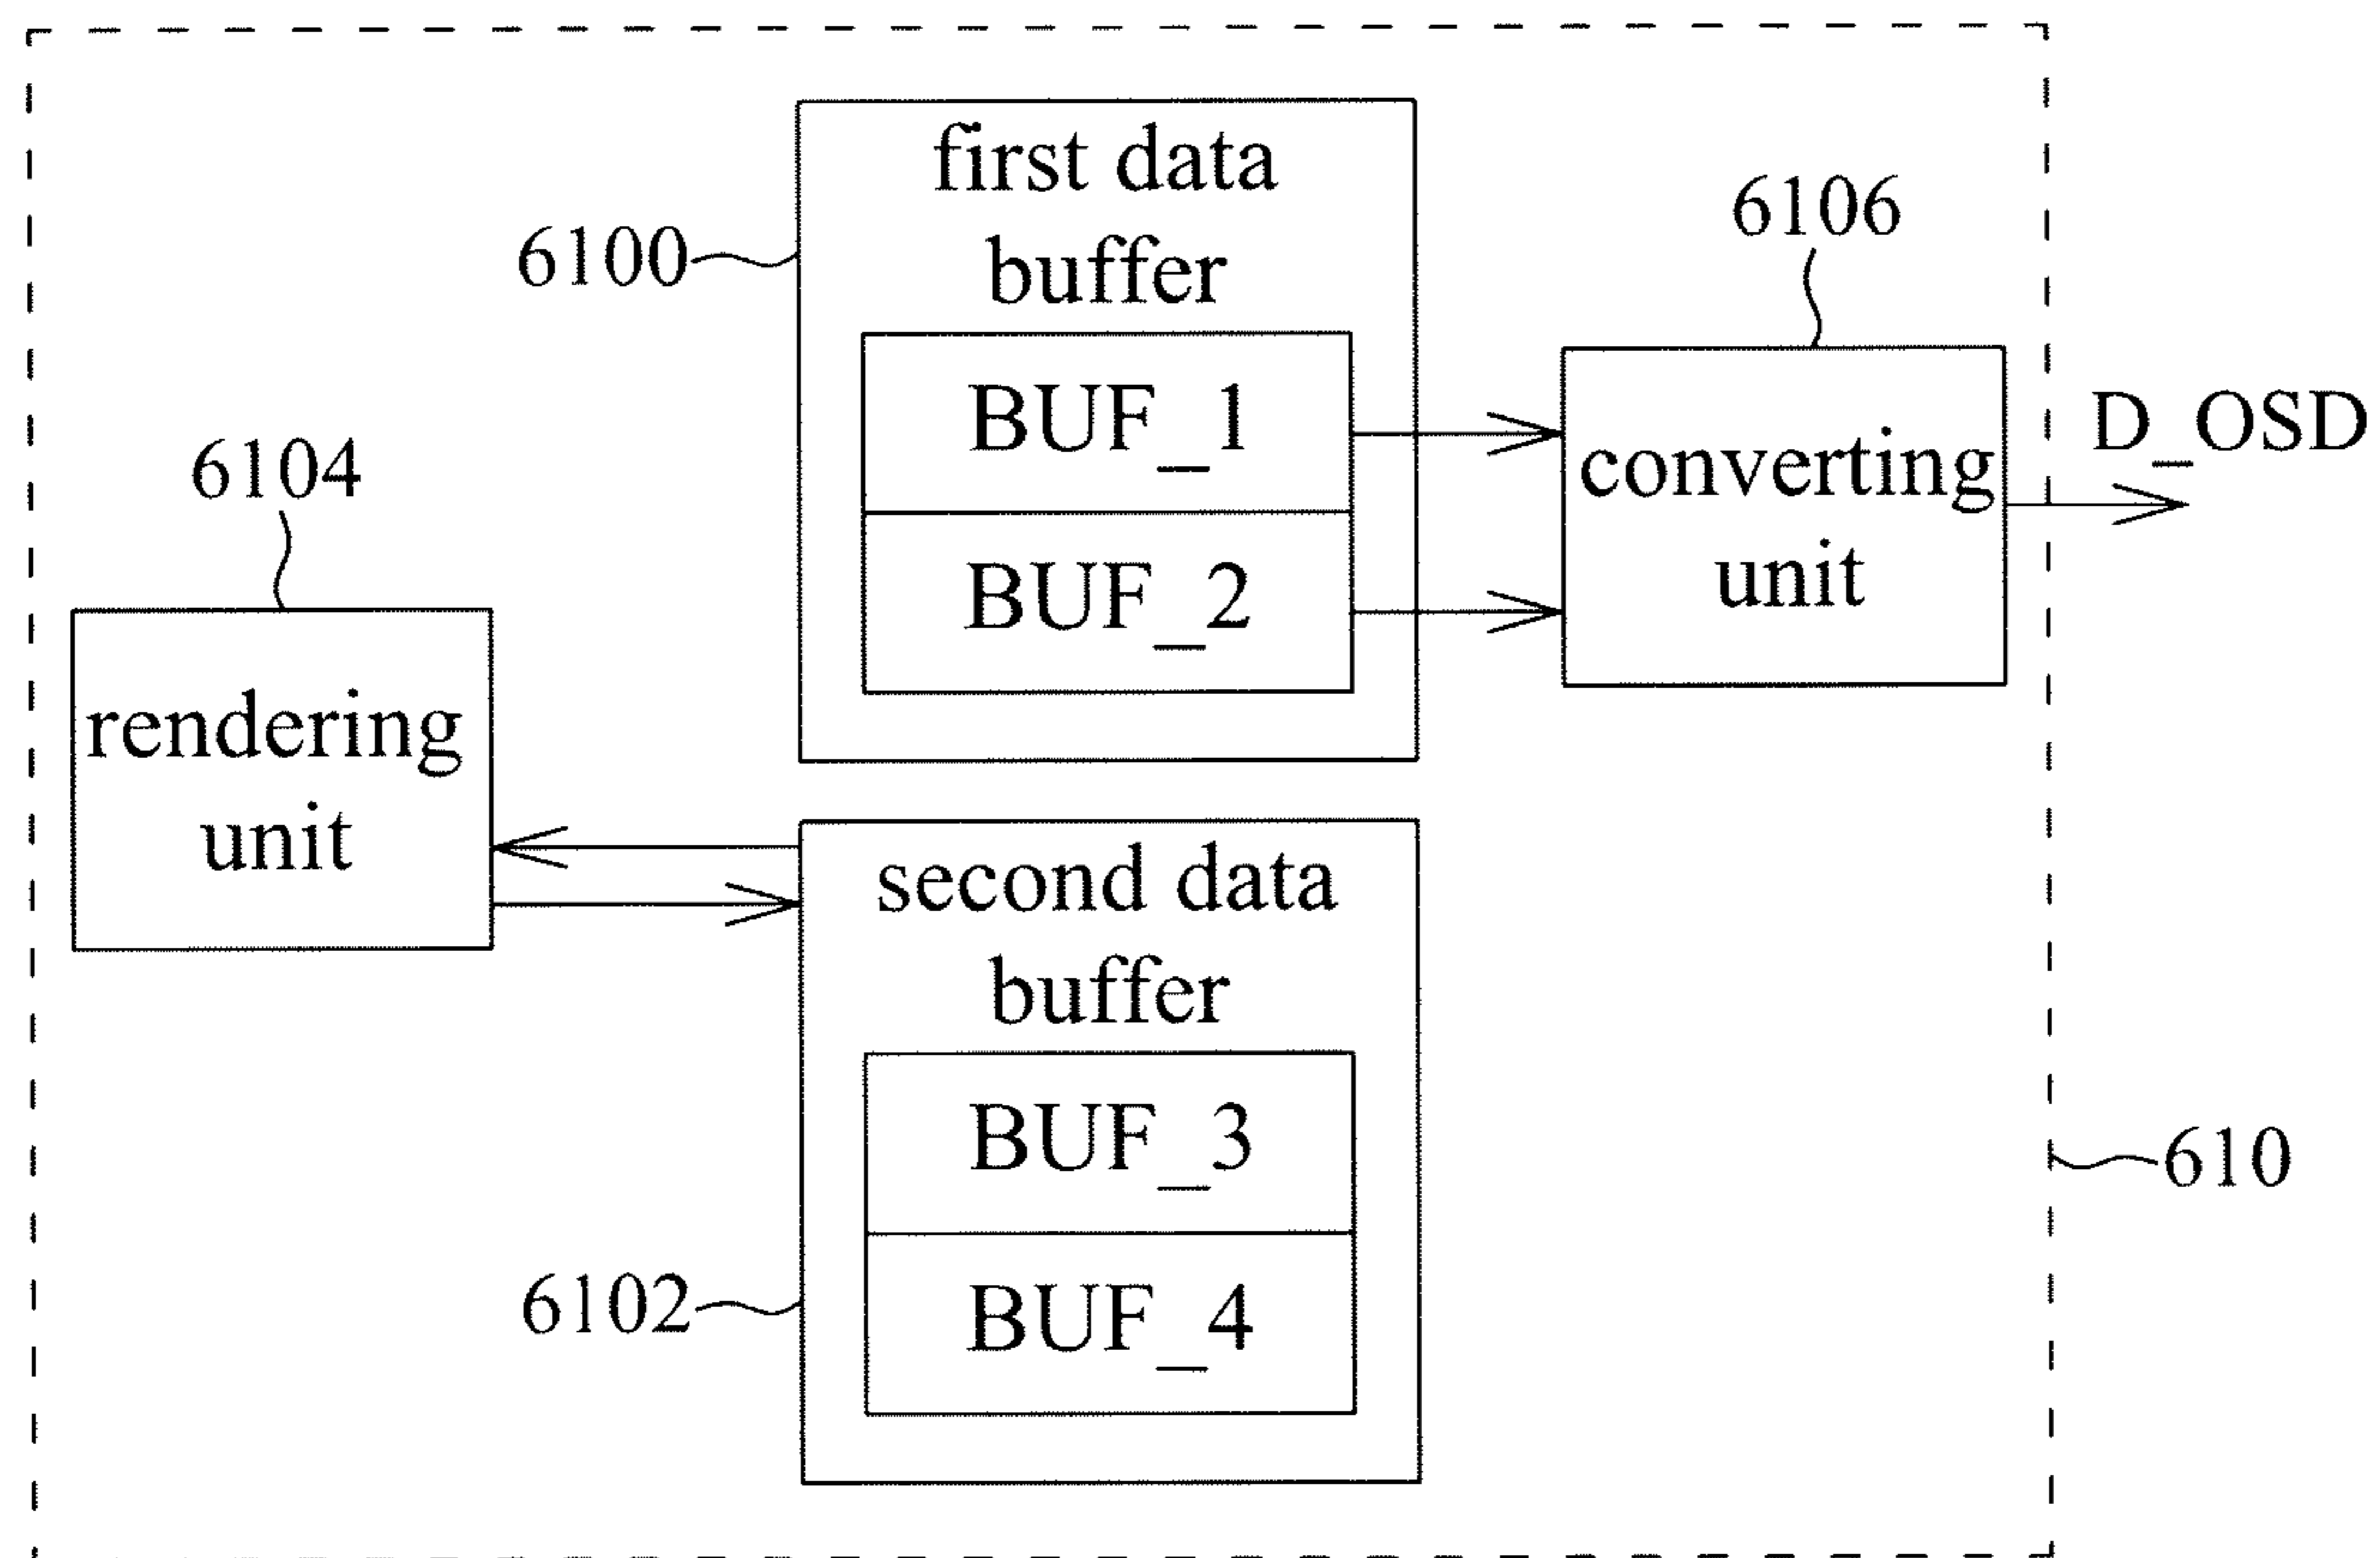 first data
buffer
6100
6106
BUF_1
D_OSD
6104
converting
unit
BUF_2
rendering
unit
second data
buffer
BUF_3
610
6102
BUF_4